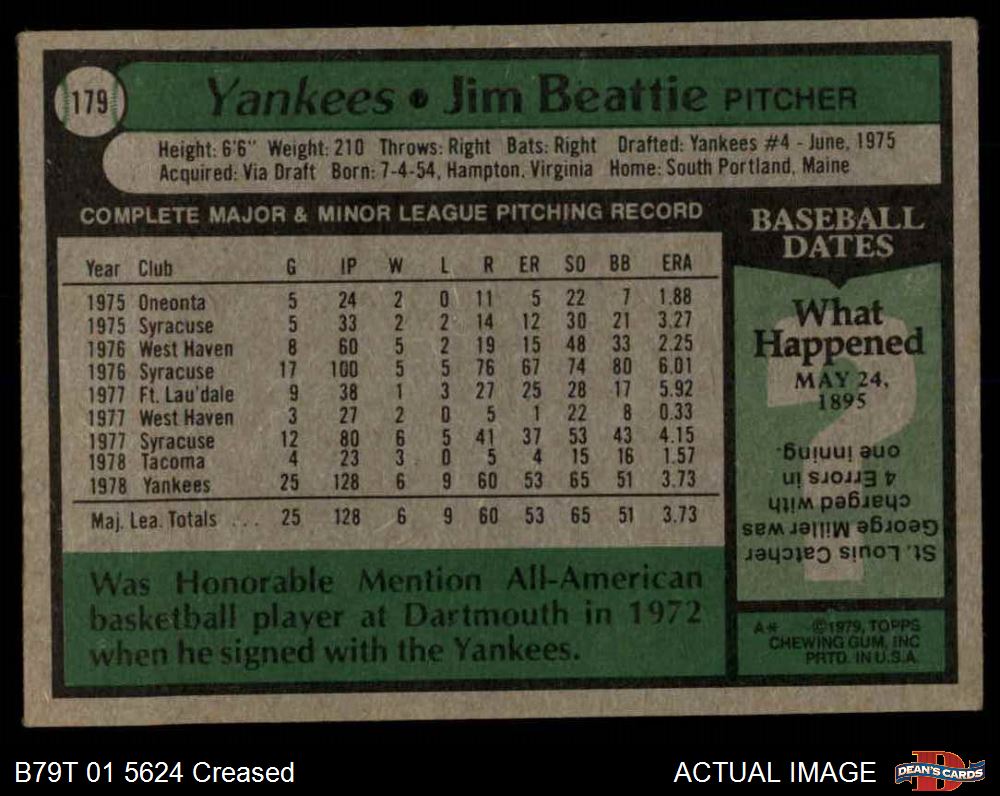 179
Yankees • Jim Beattie PITCHER
Height: 6'6" Weight: 210 Throws: Right Bats: Right Drafted: Yankees #4 - June, 1975
Acquired: Via Draft Born: 7-4-54, Hampton, Virginia Home: South Portland, Maine
COMPLETE MAJOR & MINOR LEAGUE PITCHING RECORD
Year Club G IP W L R ER SO BB ERA
1975 Oneonta 5 24 2 0 11 5 22 7 1.88
1975 Syracuse 5 33 2 2 14 12 30 21 3.27
1976 West Haven 8 60 5 2 19 15 48 33 2.25
1976 Syracuse 17 100 5 5 76 67 74 80 6.01
1977 Ft. Lau'dale 9 38 1 3 27 25 28 17 5.92
1977 West Haven 3 27 2 0 5 1 22 8 0.33
1977 Syracuse 12 80 6 5 41 37 53 43 4.15
1978 Tacoma 4 23 3 0 5 4 15 16 1.57
1978 Yankees 25 128 6 9 60 53 65 51 3.73
Maj. Lea. Totals ... 25 128 6 9 60 53 65 51 3.73
Was Honorable Mention All-American
basketball player at Dartmouth in 1972
when he signed with the Yankees.
BASEBALL
DATES
What
Happened
MAY 24,
1895
?
St. Louis Catcher
George Miller was
charged with
4 Errors in
one inning.
A* ©1979, TOPPS
CHEWING GUM, INC
PRTD. IN U.S.A.
B79T 01 5624 Creased
ACTUAL IMAGE
D
DEAN'S CARDS